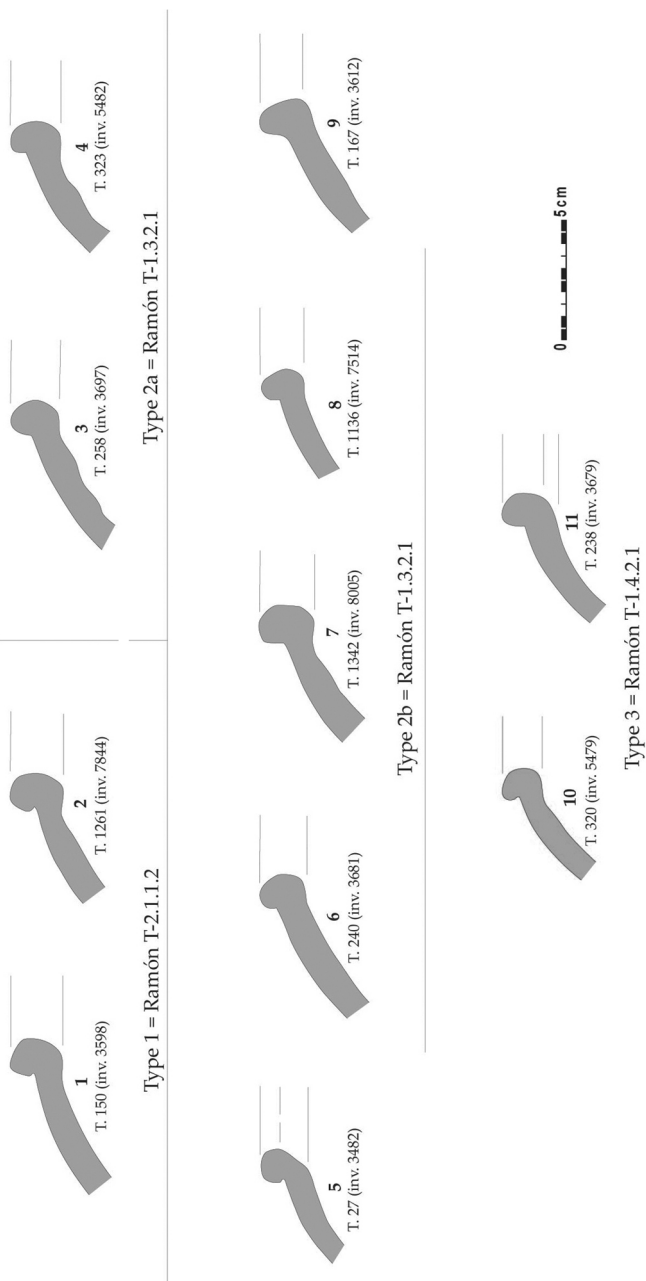 1
T. 150 (inv. 3598)
2
T. 1261 (inv. 7844)
Type 1 = Ramón T-2.1.1.2
3
T. 258 (inv. 3697)
4
T. 323 (inv. 5482)
Type 2a = Ramón T-1.3.2.1
5
T. 27 (inv. 3482)
6
T. 240 (inv. 3681)
7
T. 1342 (inv. 8005)
8
T. 1136 (inv. 7514)
9
T. 167 (inv. 3612)
Type 2b = Ramón T-1.3.2.1
10
T. 320 (inv. 5479)
11
T. 238 (inv. 3679)
Type 3 = Ramón T-1.4.2.1
0 5cm